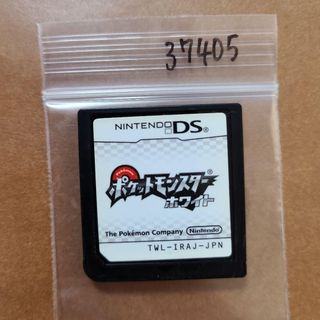 37405
NINTENDO DS
ポケットモンスター
ホワイト
The Pokémon Company Nintendo
TWL-IRAJ-JPN